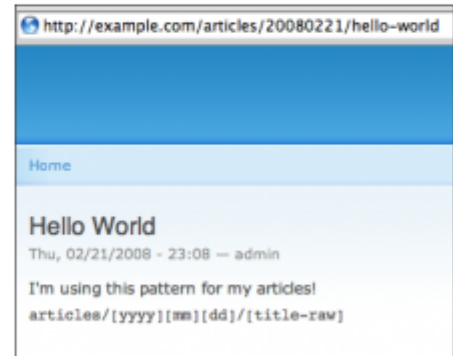 http://example.com/articles/20080221/hello-world
Home
Hello World
Thu, 02/21/2008 - 23:08 — admin
I'm using this pattern for my articles!
articles/[yyyy][mm][dd]/[title-raw]